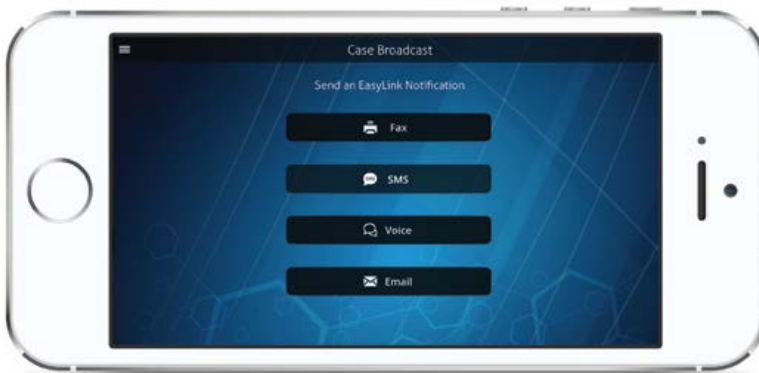 Case Broadcast
Send an EasyLink Notification
Fax
SMS
Voice
Email